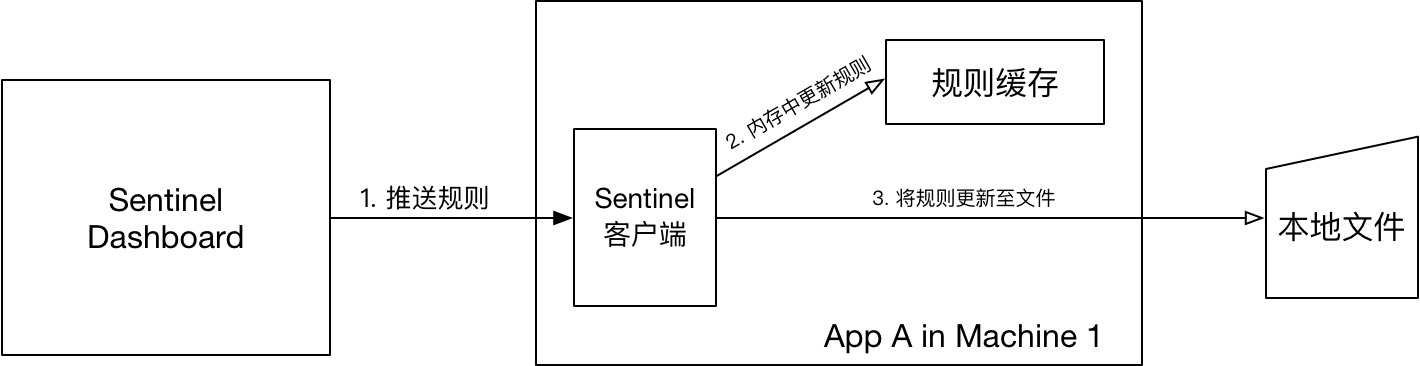 Sentinel
Dashboard
1. 推送规则
Sentinel
客户端
2. 内存中更新规则
规则缓存
3. 将规则更新至文件
本地文件
App A in Machine 1